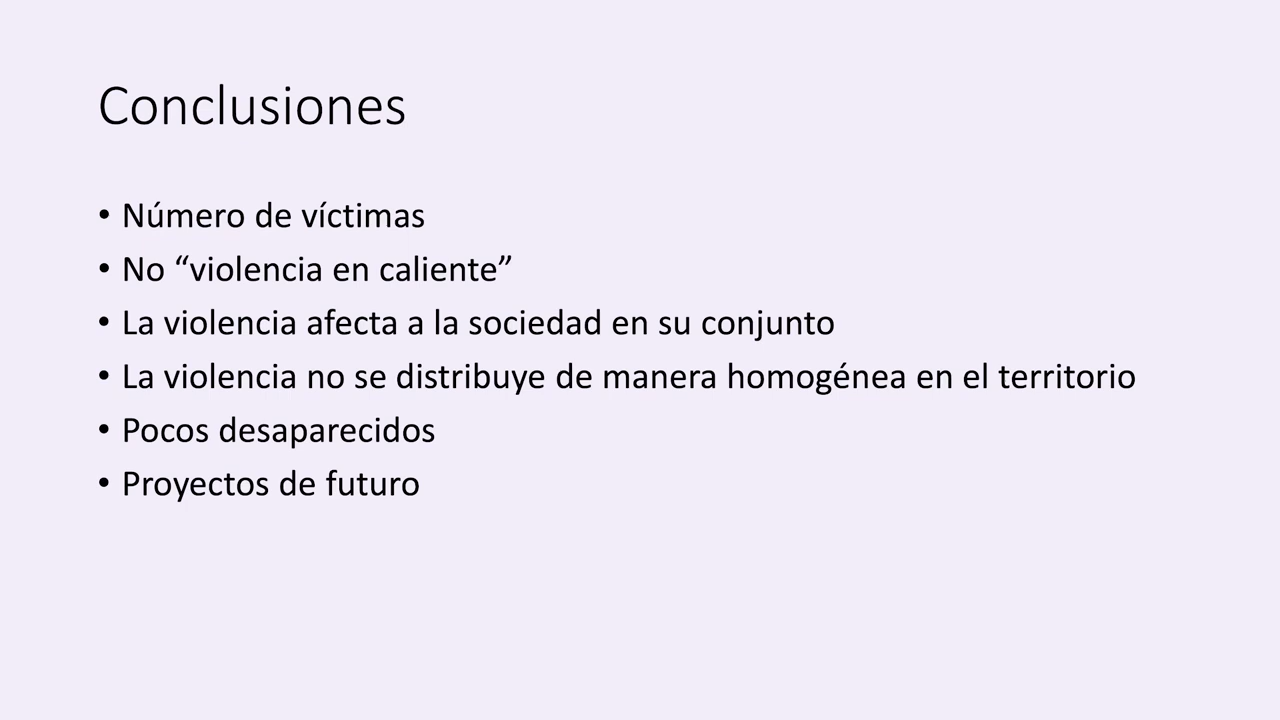 Conclusiones
• Número de víctimas
• No “violencia en caliente”
• La violencia afecta a la sociedad en su conjunto
• La violencia no se distribuye de manera homogénea en el territorio
• Pocos desaparecidos
• Proyectos de futuro